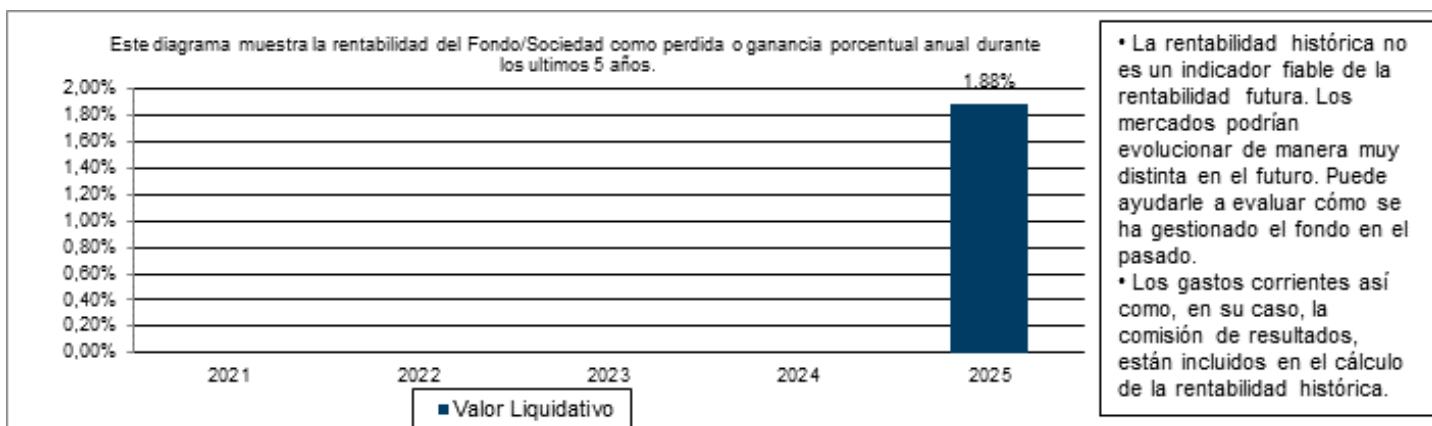 Este diagrama muestra la rentabilidad del Fondo/Sociedad como perdida o ganancia porcentual anual durante
los ultimos 5 años.
1.88%
2,00%
1,80%
1,60%
1,40%
1,20%
1,00%
0,80%
0,60%
0,40%
0,20%
0,00%
2021 2022 2023 2024 2025
Valor Liquidativo
• La rentabilidad histórica no
es un indicador fiable de la
rentabilidad futura. Los
mercados podrían
evolucionar de manera muy
distinta en el futuro. Puede
ayudarle a evaluar cómo se
ha gestionado el fondo en el
pasado.
• Los gastos corrientes así
como, en su caso, la
comisión de resultados,
están incluidos en el cálculo
de la rentabilidad histórica.